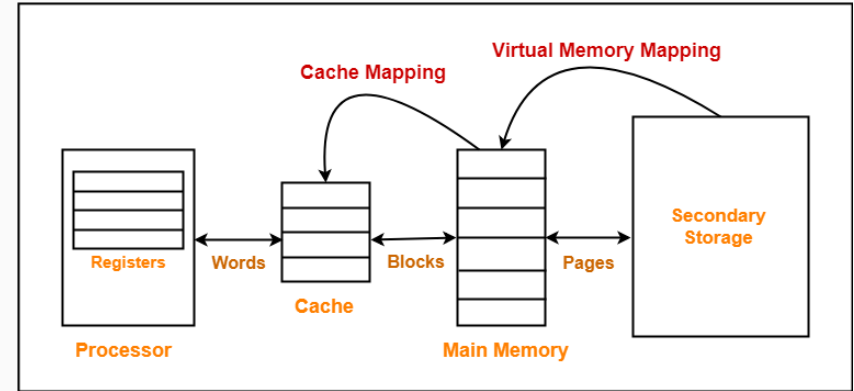 Virtual Memory Mapping
Cache Mapping
Secondary
Storage
Registers
Words
Blocks
Pages
Cache
Processor
Main Memory